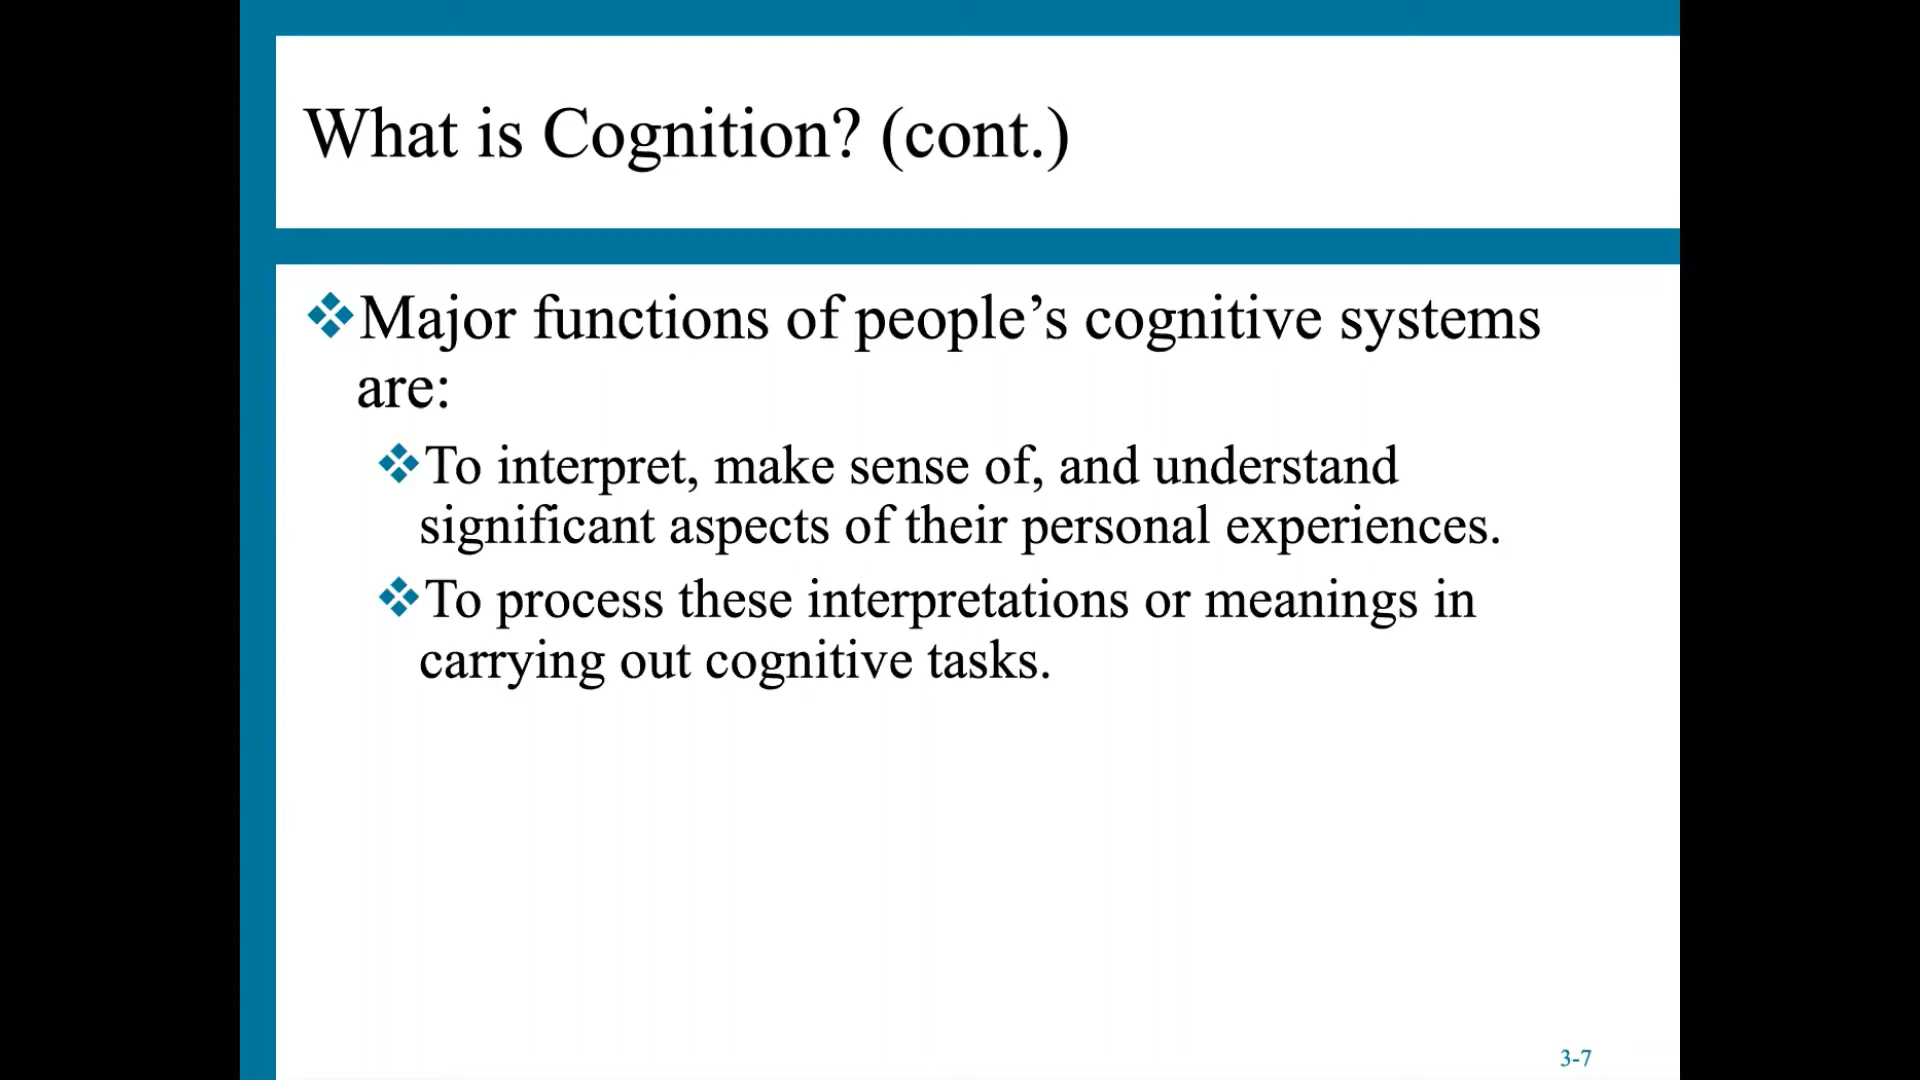 What is Cognition? (cont.)
Major functions of people’s cognitive systems
are:
To interpret, make sense of, and understand
significant aspects of their personal experiences.
To process these interpretations or meanings in
carrying out cognitive tasks.
3-7